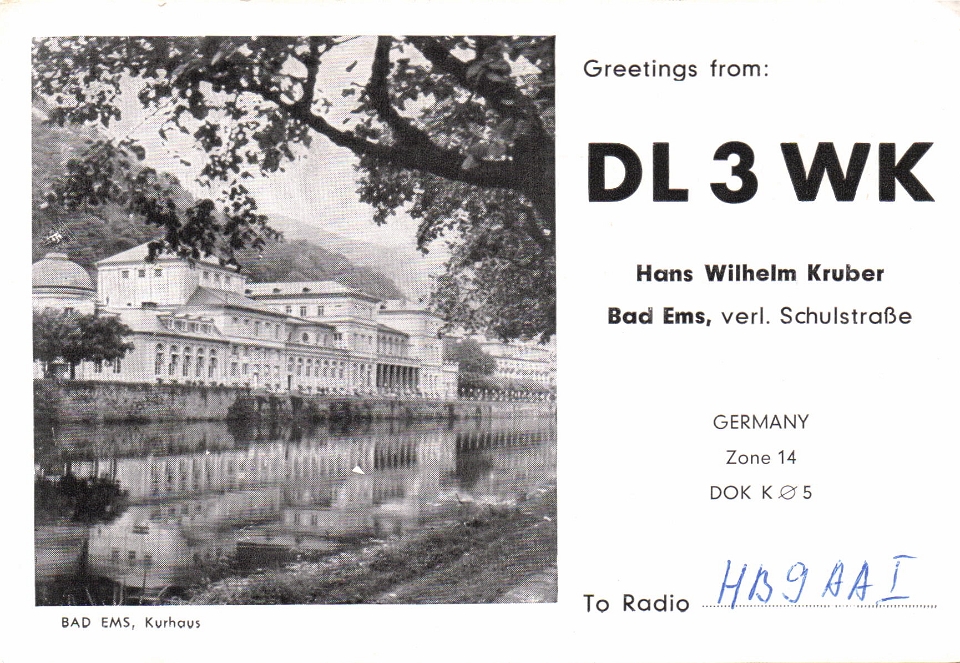 Greetings from:
DL 3 WK
Hans Wilhelm Kruber
Bad Ems, verl. Schulstraße
GERMANY
Zone 14
DOK K Ø 5
To Radio HB9AAI
BAD EMS, Kurhaus